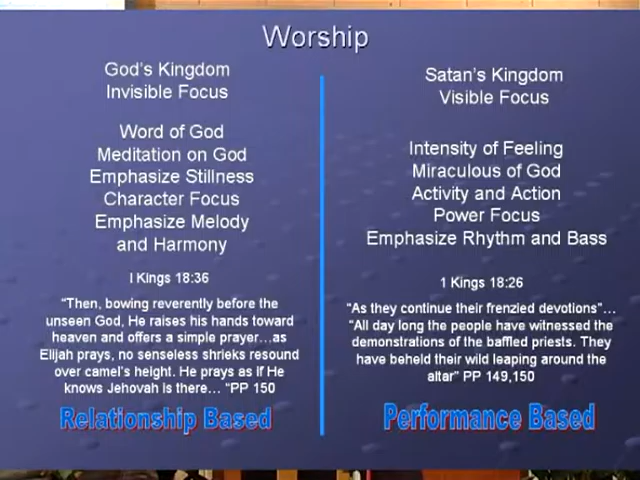 Worship
God's Kingdom
Invisible Focus
Word of God
Meditation on God
Emphasize Stillness
Character Focus
Emphasize Melody
and Harmony
I Kings 18:36
"Then, bowing reverently before the
unseen God, He raises his hands toward
heaven and offers a simple prayer…as
Elijah prays, no senseless shrieks resound
over camel's height. He prays as if He
knows Jehovah is there… "PP 150
Relationship Based
Satan's Kingdom
Visible Focus
Intensity of Feeling
Miraculous of God
Activity and Action
Power Focus
Emphasize Rhythm and Bass
1 Kings 18:26
"As they continue their frenzied devotions"…
"All day long the people have witnessed the
demonstrations of the baffled priests. They
have beheld their wild leaping around the
altar" PP 149,150
Performance Based